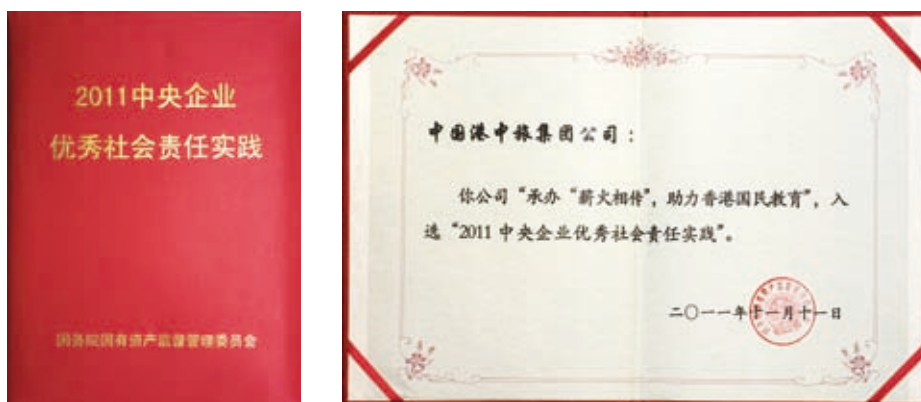 2011中央企业
优秀社会责任实践
国务院国有资产监督管理委员会
中国港中旅集团公司：
你公司“承办“薪火相传”，助力香港国民教育”，入
选“2011 中央企业优秀社会责任实践”。
二〇一一年十一月十一日